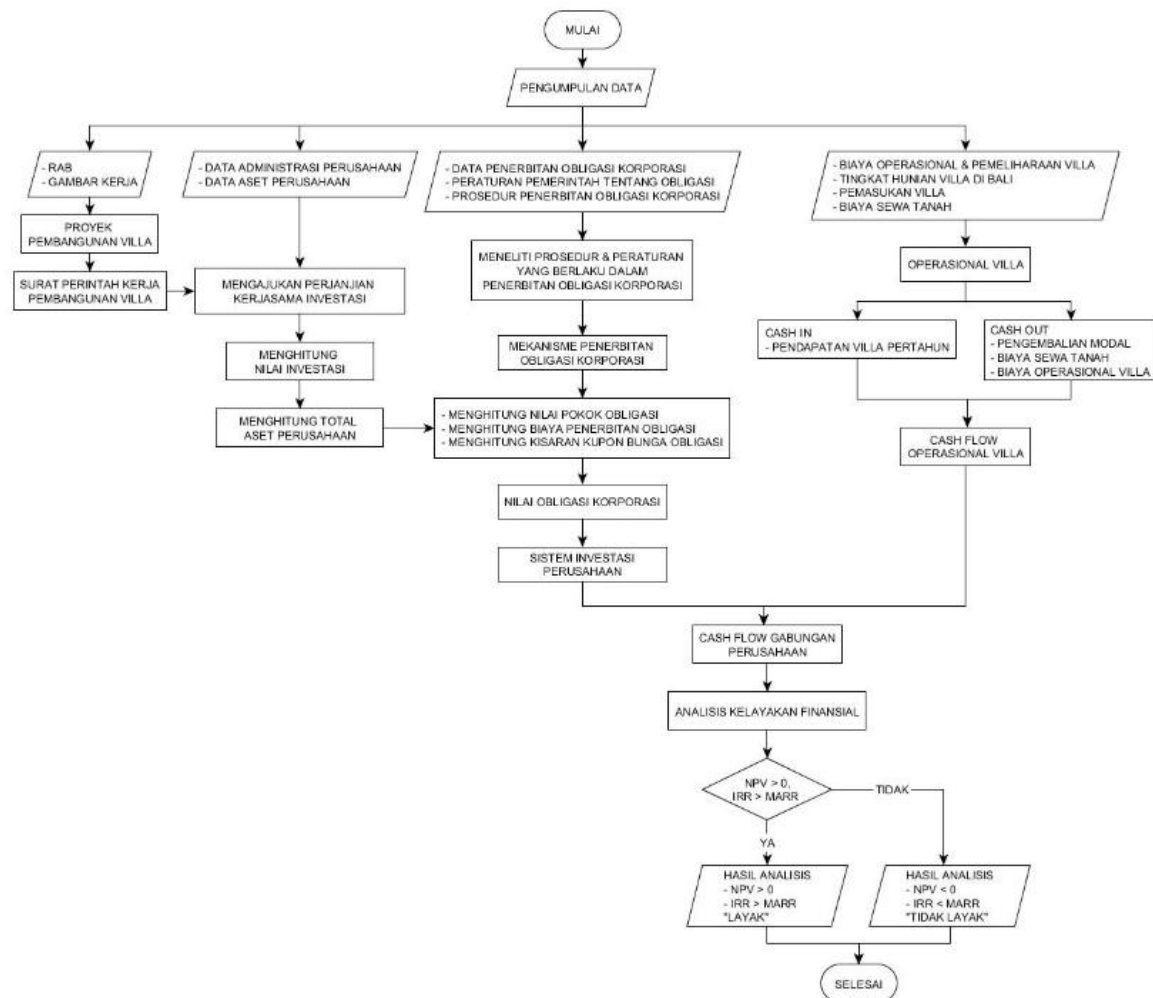 MULAI
PENGUMPULAN DATA
- RAB
- GAMBAR KERJA
- DATA ADMINISTRASI PERUSAHAAN
- DATA ASET PERUSAHAAN
- DATA PENERBITAN OBLIGASI KORPORASI
- PERATURAN PEMERINTAH TENTANG OBLIGASI
- PROSEDUR PENERBITAN OBLIGASI KORPORASI
- BIAYA OPERASIONAL & PEMELIHARAAN VILLA
- TINGKAT HUNIAN VILLA DI BALI
- PEMASUKAN VILLA
- BIAYA SEWA TANAH
PROYEK
PEMBANGUNAN VILLA
SURAT PERINTAH KERJA
PEMBANGUNAN VILLA
MENGAJUKAN PERJANJIAN
KERJASAMA INVESTASI
MENELITI PROSEDUR & PERATURAN
YANG BERLAKU DALAM
PENERBITAN OBLIGASI KORPORASI
OPERASIONAL VILLA
CASH IN
- PENDAPATAN VILLA PERTAHUN
CASH OUT
- PENGEMBALIAN MODAL
- BIAYA SEWA TANAH
- BIAYA OPERASIONAL VILLA
MENGHITUNG
NILAI INVESTASI
MEKANISME PENERBITAN
OBLIGASI KORPORASI
MENGHITUNG TOTAL
ASET PERUSAHAAN
- MENGHITUNG NILAI POKOK OBLIGASI
- MENGHITUNG BIAYA PENERBITAN OBLIGASI
- MENGHITUNG KISARAN KUPON BUNGA OBLIGASI
CASH FLOW
OPERASIONAL VILLA
NILAI OBLIGASI KORPORASI
SISTEM INVESTASI
PERUSAHAAN
CASH FLOW GABUNGAN
PERUSAHAAN
ANALISIS KELAYAKAN FINANSIAL
NPV > 0,
IRR > MARR
TIDAK
YA
HASIL ANALISIS
- NPV > 0
- IRR > MARR
"LAYAK"
HASIL ANALISIS
- NPV < 0
- IRR < MARR
"TIDAK LAYAK"
SELESAI